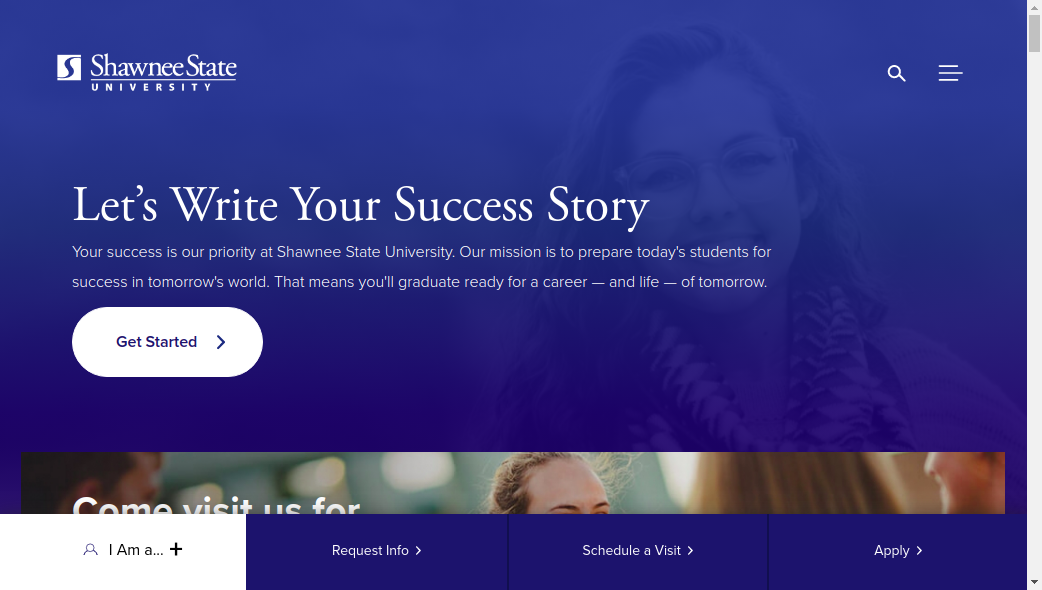 Shawnee State
UNIVERSITY
Let’s Write Your Success Story
Your success is our priority at Shawnee State University. Our mission is to prepare today's students for
success in tomorrow's world. That means you'll graduate ready for a career — and life — of tomorrow.
Get Started
Come visit us for
I Am a...
Request Info
Schedule a Visit
Apply